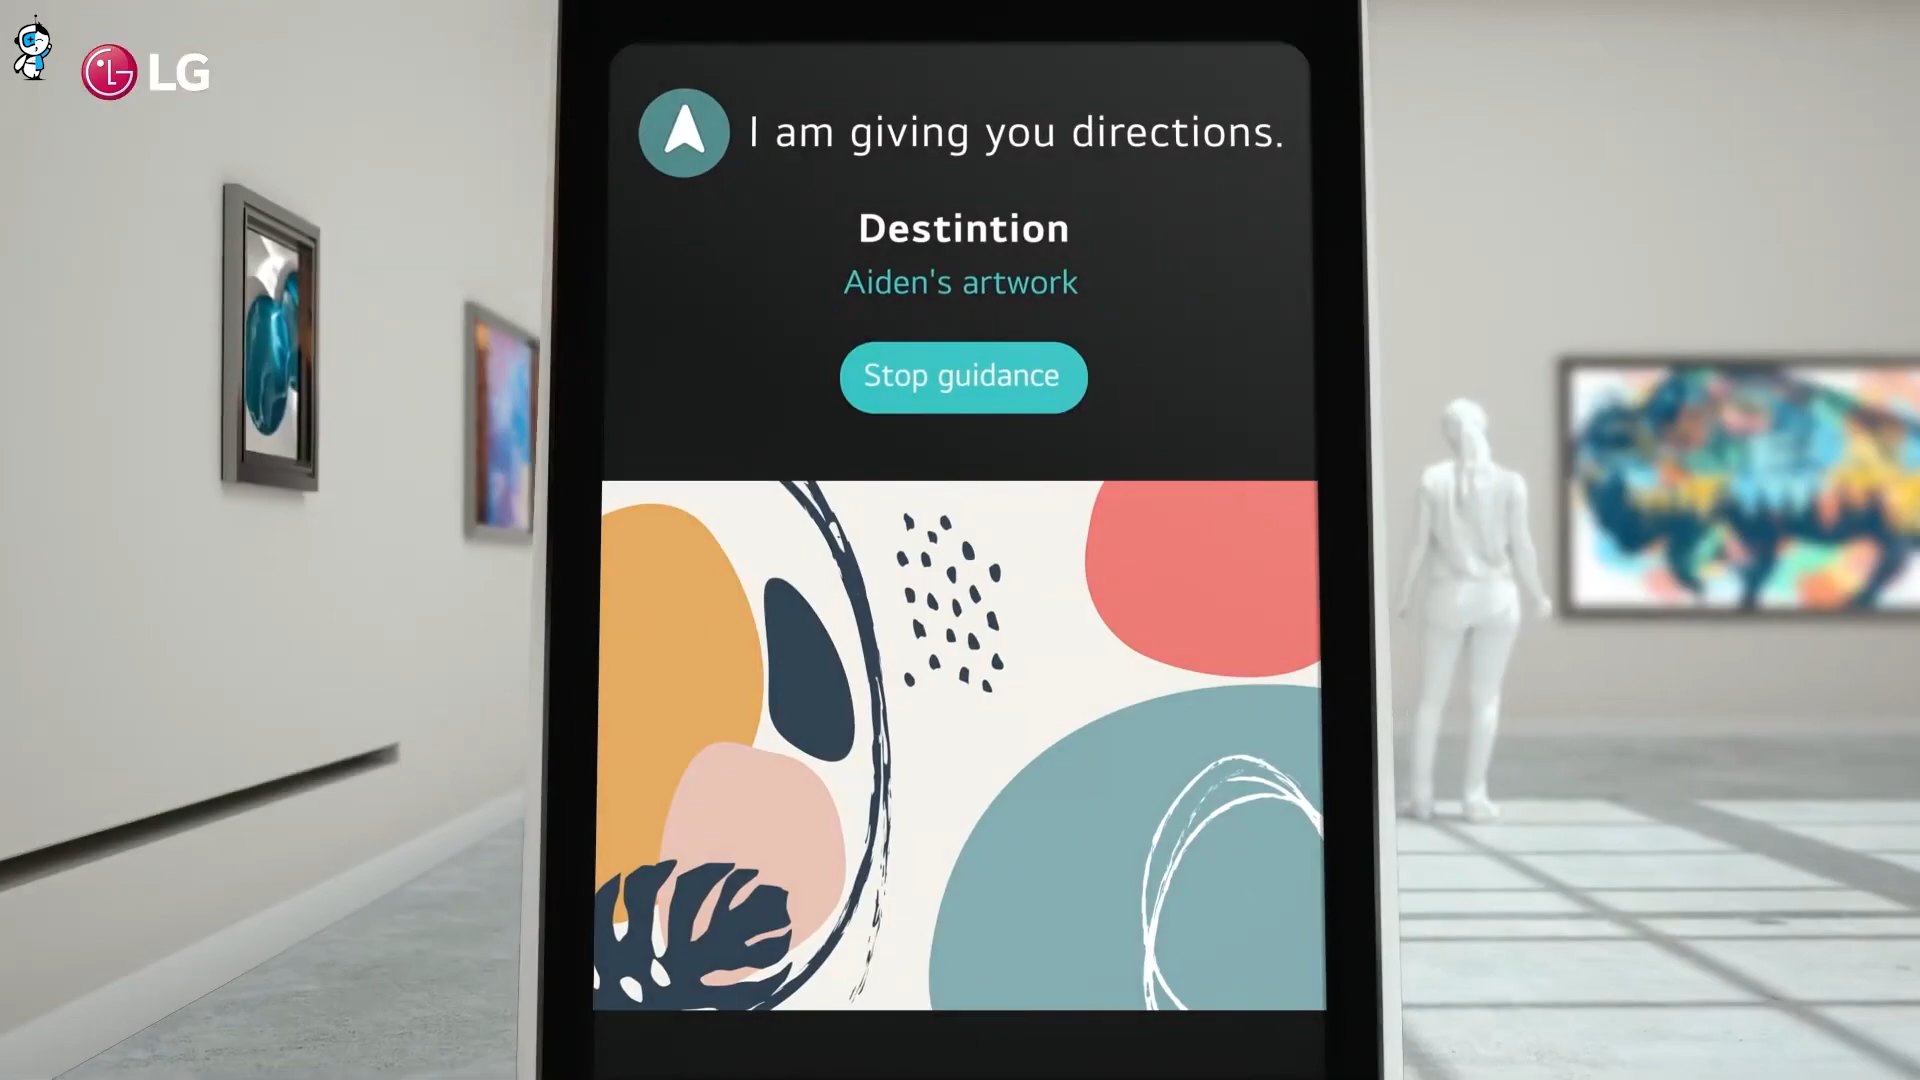 LG
I am giving you directions.
Destintion
Aiden's artwork
Stop guidance